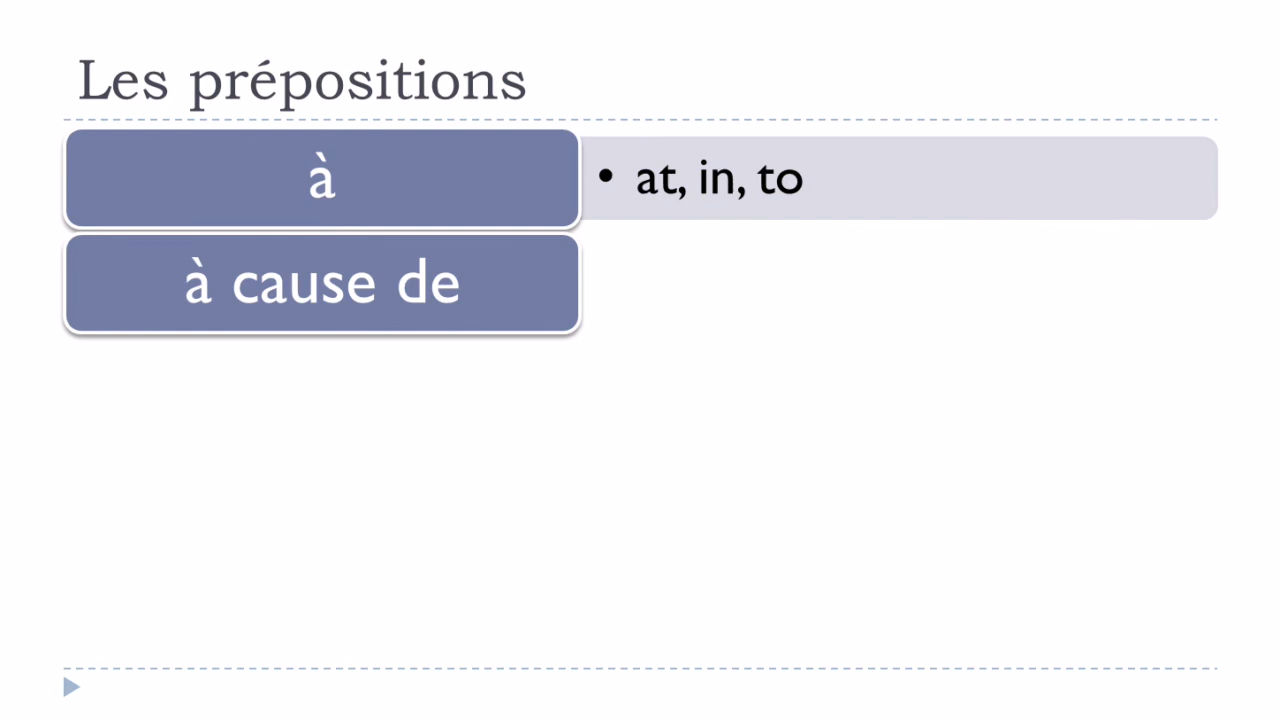 Les prépositions
à
• at, in, to
à cause de